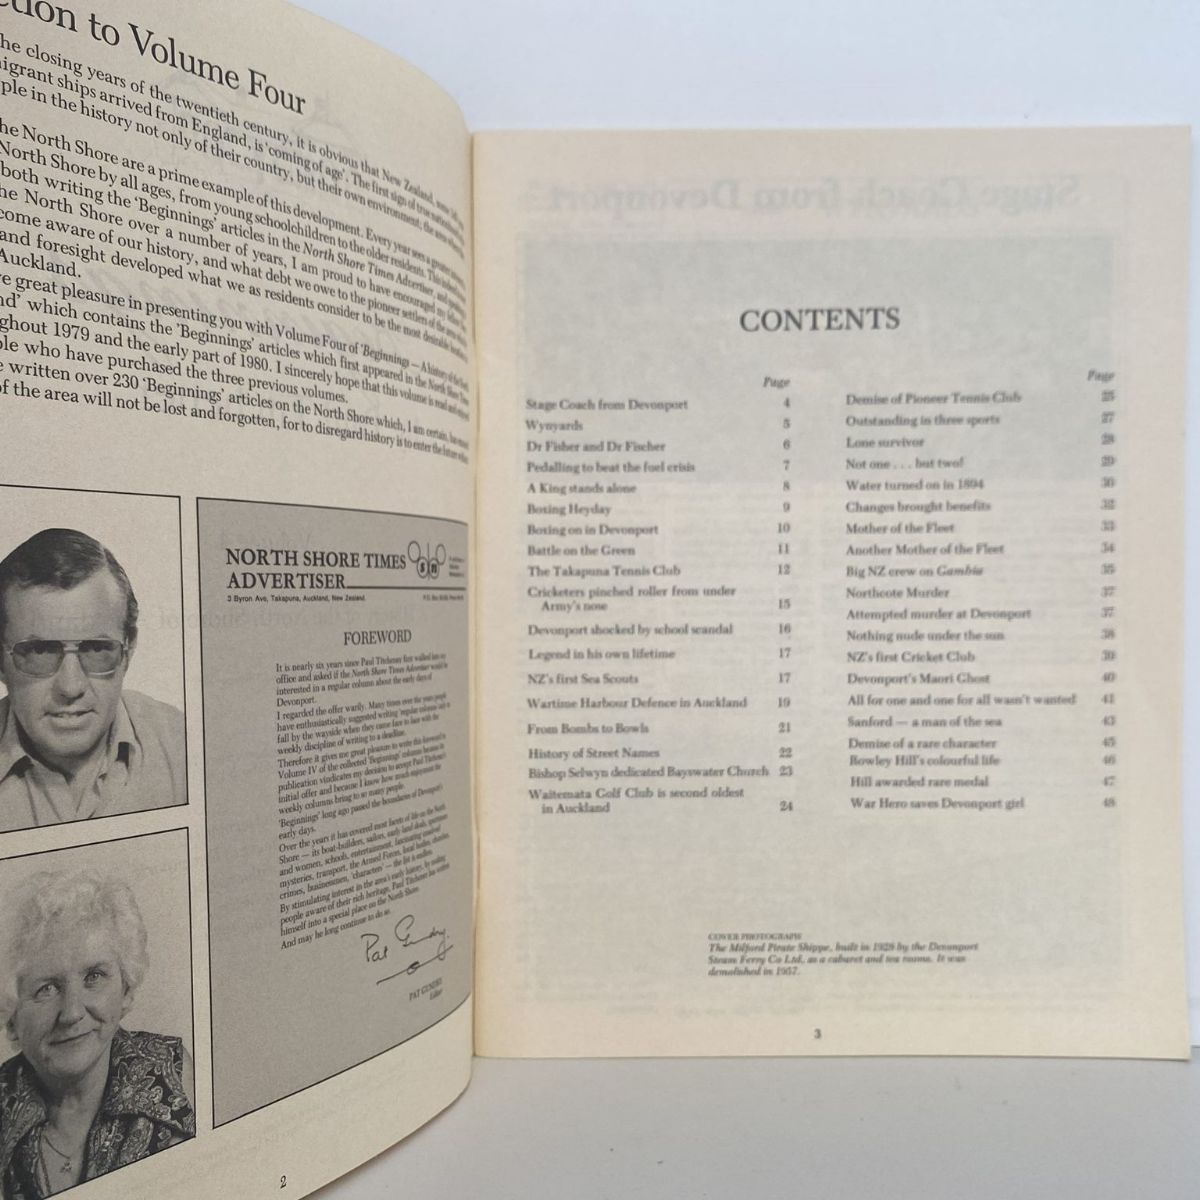 ction to Volume Four
he closing years of the twentieth century, it is obvious that New Zealand,
igrant ships arrived from England, is 'coming of age'. The first sign of true
ple in the history not only of their country, but their own environment; the area
he North Shore are a prime example of this development. Every year sees a greater
North Shore by all ages, from young schoolchildren to the older residents. This
both writing the 'Beginnings' articles in the North Shore Times Advertiser, and
he North Shore over a number of years, I am proud to have encouraged my fellow
come aware of our history, and what debt we owe to the pioneer settlers of the area
and foresight developed what we as residents consider to be the most desirable
Auckland.
e great pleasure in presenting you with Volume Four of 'Beginnings — A history of the
nd' which contains the 'Beginnings' articles which first appeared in the North Shore Times
ghout 1979 and the early part of 1980. I sincerely hope that this volume is read and enjoyed
le who have purchased the three previous volumes.
e written over 230 'Beginnings' articles on the North Shore which, I am certain,
of the area will not be lost and forgotten, for to disregard history is to enter the future
NORTH SHORE TIMES
ADVERTISER
3 Byron Ave, Takapuna, Auckland, New Zealand.
FOREWORD
It is nearly six years since Paul Titchener first walked into my
office and asked if the North Shore Times Advertiser would be
interested in a regular column about the early days of
Devonport.
I regarded the offer warily. Many times over the years people
have enthusiastically suggested writing 'regular columns' only to
fall by the wayside when they came face to face with the
weekly discipline of writing to a deadline.
Therefore it gives me great pleasure to write this foreword to
Volume IV of the collected 'Beginnings' columns because its
publication vindicates my decision to accept Paul Titchener's
initial offer and because I know how much enjoyment the
weekly columns bring to so many people.
'Beginnings' long ago passed the boundaries of Devonport's
early days.
Over the years it has covered most facets of life on the North
Shore — its boat-builders, sailors, early land deals, sportsmen
and women, schools, entertainment, fascinating unsolved
mysteries, transport, the Armed Forces, local bodies, churches,
crimes, businessmen, 'characters' — the list is endless.
By stimulating interest in the area's early history, by making
people aware of their rich heritage, Paul Titchener has written
himself into a special place on the North Shore.
And may he long continue to do so.
Pat Gundry.
PAT GUNDRY
Editor
2
CONTENTS
Page
Stage Coach from Devonport 4
Wynyards 5
Dr Fisher and Dr Fischer 6
Pedalling to beat the fuel crisis 7
A King stands alone 8
Boxing Heyday 9
Boxing on in Devonport 10
Battle on the Green 11
The Takapuna Tennis Club 12
Cricketers pinched roller from under
Army's nose 15
Devonport shocked by school scandal 16
Legend in his own lifetime 17
NZ's first Sea Scouts 17
Wartime Harbour Defence in Auckland 19
From Bombs to Bowls 21
History of Street Names 22
Bishop Selwyn dedicated Bayswater Church 23
Waitemata Golf Club is second oldest
in Auckland 24
Page
Demise of Pioneer Tennis Club 25
Outstanding in three sports 27
Lone survivor 28
Not one . . . but two! 29
Water turned on in 1894 30
Changes brought benefits 32
Mother of the Fleet 33
Another Mother of the Fleet 34
Big NZ crew on Gambia 35
Northcote Murder 37
Attempted murder at Devonport 37
Nothing nude under the sun 38
NZ's first Cricket Club 39
Devonport's Maori Ghost 40
All for one and one for all wasn't wanted 41
Sanford — a man of the sea 43
Demise of a rare character 45
Rowley Hill's colourful life 46
Hill awarded rare medal 47
War Hero saves Devonport girl 48
COVER PHOTOGRAPH
The Milford Pirate Shippe, built in 1928 by the Devonport
Steam Ferry Co Ltd, as a cabaret and tea rooms. It was
demolished in 1957.
3